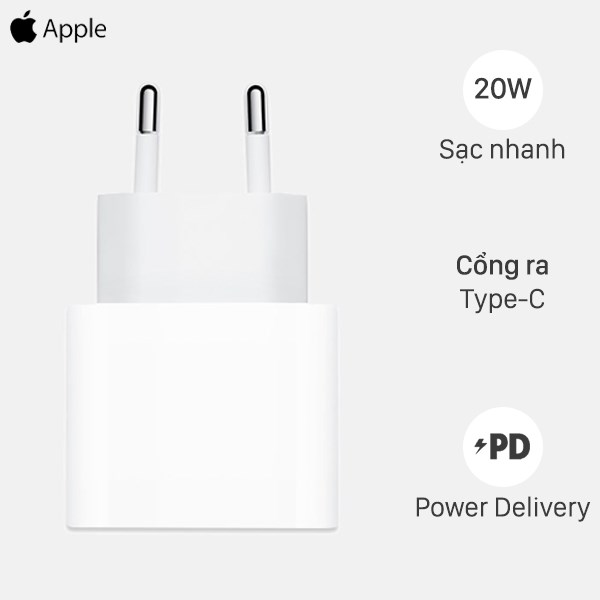 Apple
20W
Sạc nhanh
Cổng ra
Type-C
PD
Power Delivery